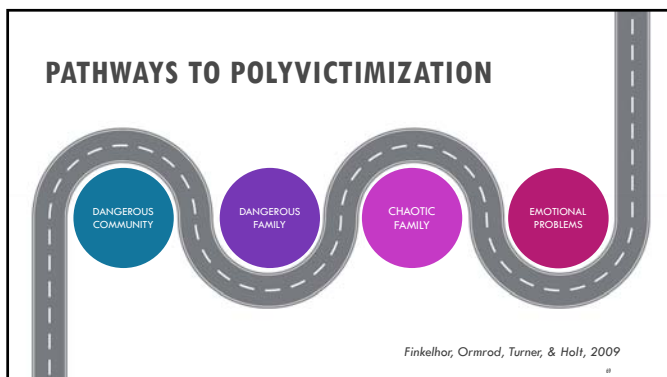 PATHWAYS TO POLYVICTIMIZATION
DANGEROUS
COMMUNITY
DANGEROUS
FAMILY
CHAOTIC
FAMILY
EMOTIONAL
PROBLEMS
Finkelhor, Ormrod, Turner, & Holt, 2009